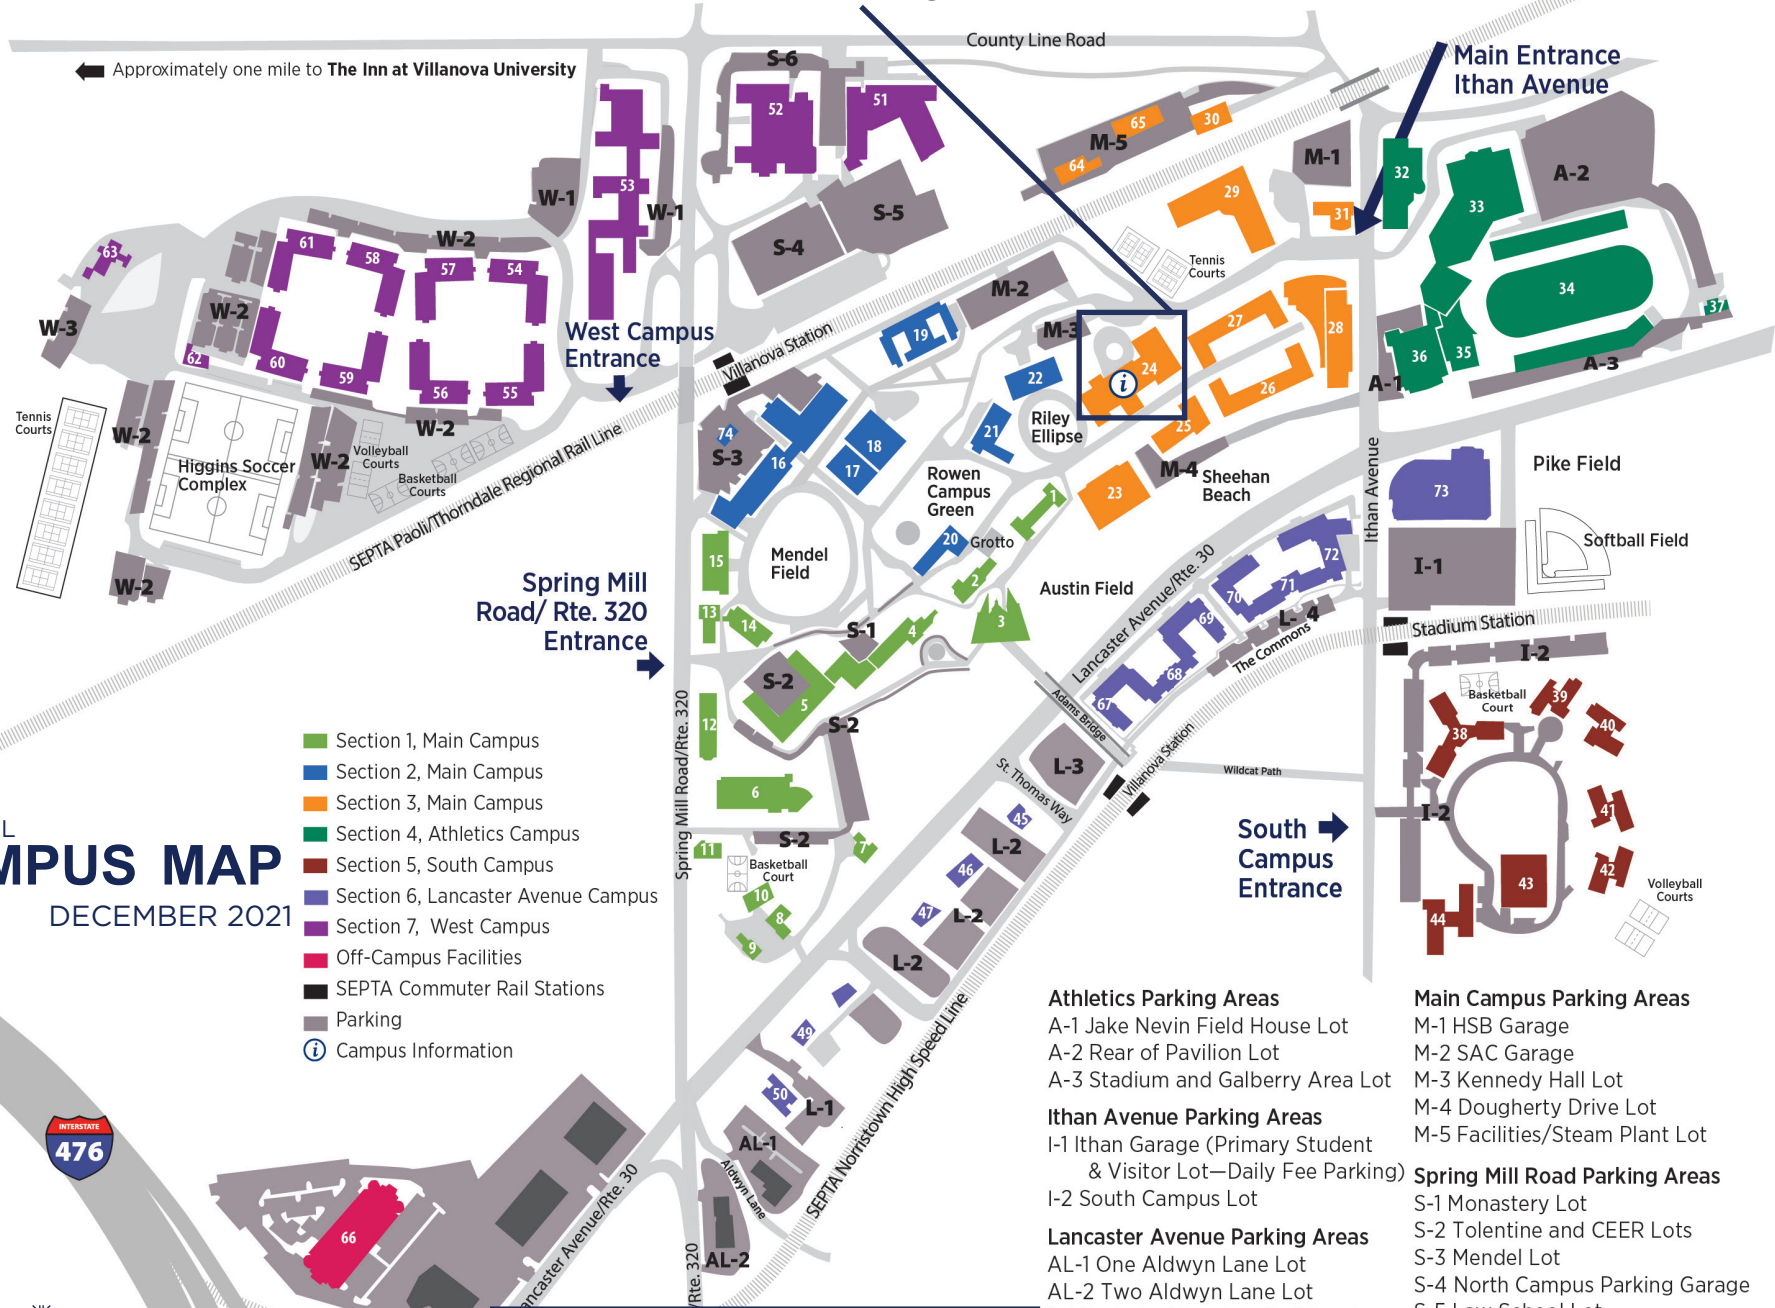 County Line Road
Approximately one mile to The Inn at Villanova University
Main Entrance
Ithan Avenue
S-6
52
51
65
30
M-5
64
M-1
32
A-2
33
29
31
W-1
53
W-1
S-5
S-4
W-2
61
58
57
54
63
Tennis
Courts
34
37
W-3
W-2
M-2
M-3
19
27
28
35
36
A-3
A-1
West Campus
Entrance
Villanova Station
62
60
59
56
55
22
24
i
26
25
Riley
Ellipse
21
Tennis
Courts
W-2
W-2
W-2
Volleyball
Courts
Basketball
Courts
Higgins Soccer
Complex
SEPTA Paoli/Thorndale Regional Rail Line
74
S-3
16
18
17
Rowen
Campus
Green
M-4
Sheehan
Beach
23
1
Ithan Avenue
73
Pike Field
Softball Field
I-1
W-2
15
Mendel
Field
20
Grotto
2
Austin Field
3
Lancaster Avenue/Rte. 30
72
71
70
69
68
67
L- 4
The Commons
Spring Mill
Road/ Rte. 320
Entrance
13
14
S-1
4
S-2
5
S-2
12
Stadium Station
I-2
Basketball
Court
39
40
38
41
42
43
44
I-2
Volleyball
Courts
Adams Bridge
Villanova Station
L-3
St. Thomas Way
Wildcat Path
South
Campus
Entrance
Spring Mill Road/Rte. 320
6
S-2
7
11
Basketball
Court
10
8
9
45
L-2
46
47
L-2
L-2
49
50
L-1
AL-1
Aldwyn Lane
AL-2
SEPTA Norristown High Speed Line
L
MPUS MAP
DECEMBER 2021
Section 1, Main Campus
Section 2, Main Campus
Section 3, Main Campus
Section 4, Athletics Campus
Section 5, South Campus
Section 6, Lancaster Avenue Campus
Section 7, West Campus
Off-Campus Facilities
SEPTA Commuter Rail Stations
Parking
i
Campus Information
INTERSTATE
476
66
ancaster Avenue/Rte. 30
/Rte. 320
Athletics Parking Areas
A-1 Jake Nevin Field House Lot
A-2 Rear of Pavilion Lot
A-3 Stadium and Galberry Area Lot
Ithan Avenue Parking Areas
I-1 Ithan Garage (Primary Student
& Visitor Lot—Daily Fee Parking)
I-2 South Campus Lot
Lancaster Avenue Parking Areas
AL-1 One Aldwyn Lane Lot
AL-2 Two Aldwyn Lane Lot
Main Campus Parking Areas
M-1 HSB Garage
M-2 SAC Garage
M-3 Kennedy Hall Lot
M-4 Dougherty Drive Lot
M-5 Facilities/Steam Plant Lot
Spring Mill Road Parking Areas
S-1 Monastery Lot
S-2 Tolentine and CEER Lots
S-3 Mendel Lot
S-4 North Campus Parking Garage
S-5 Law School Lot